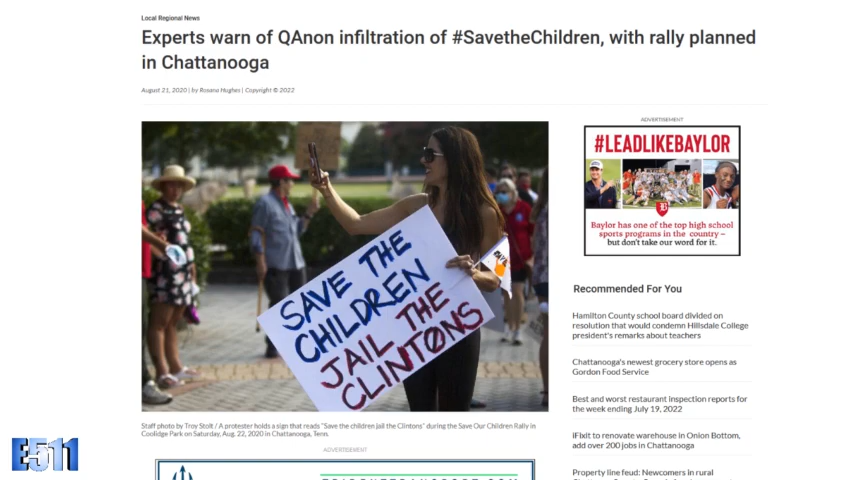 Local Regional News
Experts warn of QAnon infiltration of #SavetheChildren, with rally planned
in Chattanooga
August 21, 2020 | by Rosana Hughes | Copyright © 2022
ADVERTISEMENT
#LEADLIKEBAYLOR
B
Baylor has one of the top high school
sports programs in the country –
but don't take our word for it.
SAVE THE
CHILDREN
JAIL THE
CLINTONS
Recommended For You
Hamilton County school board divided on
resolution that would condemn Hillsdale College
president's remarks about teachers
Chattanooga's newest grocery store opens as
Gordon Food Service
Best and worst restaurant inspection reports for
the week ending July 19, 2022
iFixit to renovate warehouse in Onion Bottom,
add over 200 jobs in Chattanooga
Property line feud: Newcomers in rural
Staff photo by Troy Stolt / A protester holds a sign that reads "Save the children jail the Clintons" during the Save Our Children Rally in
Coolidge Park on Saturday, Aug. 22, 2020 in Chattanooga, Tenn.
ADVERTISEMENT
E511